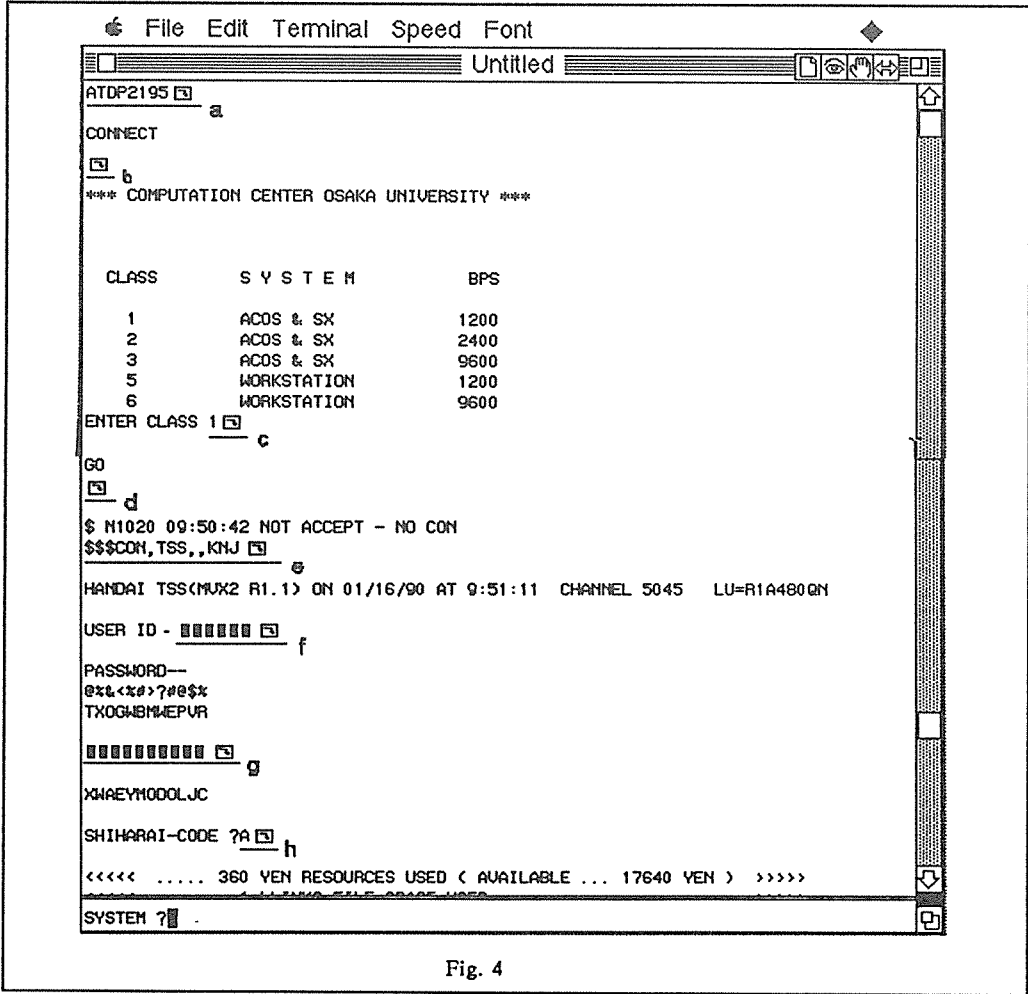 File Edit Terminal Speed Font
Untitled
ATDP2195
a
CONNECT
b
*** COMPUTATION CENTER OSAKA UNIVERSITY ***
CLASS S Y S T E M BPS
1 ACOS & SX 1200
2 ACOS & SX 2400
3 ACOS & SX 9600
5 WORKSTATION 1200
6 WORKSTATION 9600
ENTER CLASS 1
c
GO
d
$ N1020 09:50:42 NOT ACCEPT - NO CON
$$$CON,TSS,,KNJ
e
HANDAI TSS(MUX2 R1.1) ON 01/16/90 AT 9:51:11 CHANNEL 5045 LU=R1A480QN
USER ID -
f
PASSWORD--
@%&<%#>?#@$%
TXOGWBMWEPVR
g
XWAEYMODOLJC
SHIHARAI-CODE ?A
h
<<<<< ..... 360 YEN RESOURCES USED ( AVAILABLE ... 17640 YEN ) >>>>>
SYSTEM ?
Fig. 4